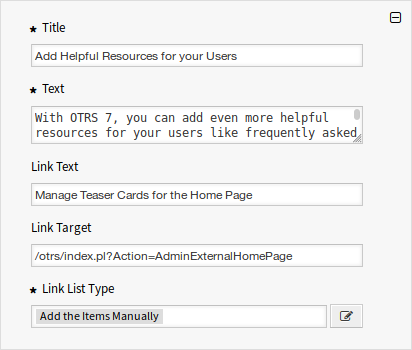 ★ Title
Add Helpful Resources for your Users
★ Text
With OTRS 7, you can add even more helpful
resources for your users like frequently asked
Link Text
Manage Teaser Cards for the Home Page
Link Target
/otrs/index.pl?Action=AdminExternalHomePage
★ Link List Type
Add the Items Manually